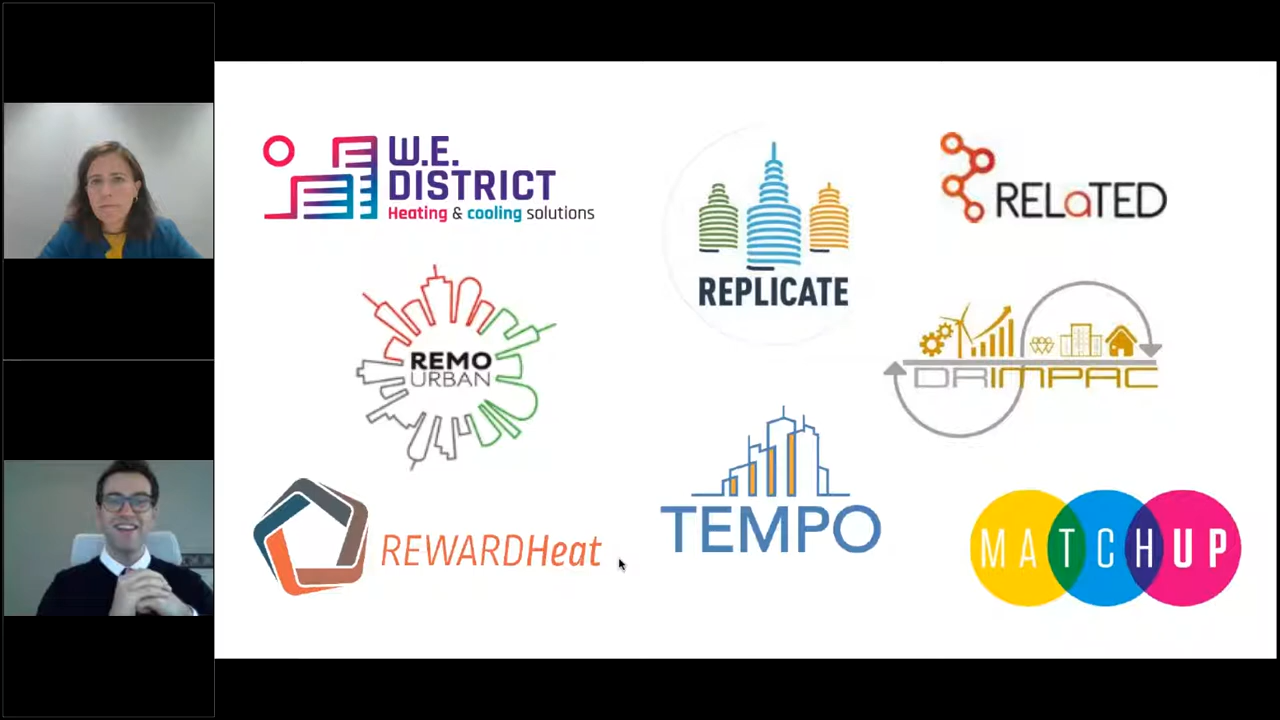 W.E.
DISTRICT
Heating & cooling solutions
REPLICATE
RELaTED
REMO
URBAN
DRIMPAC
REWARDHeat
TEMPO
MATCHUP